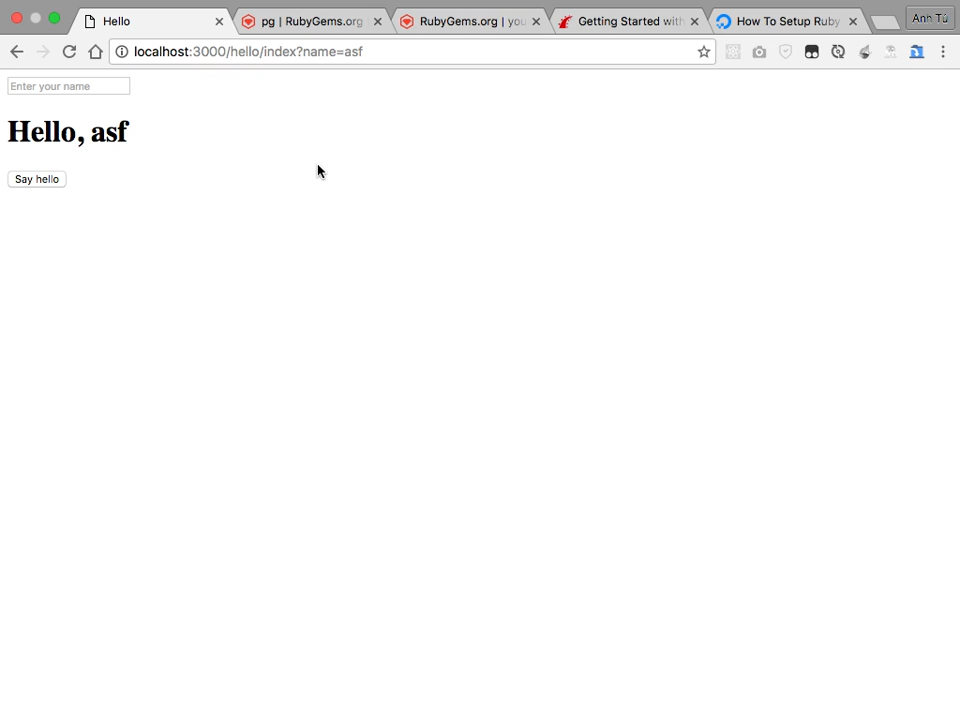 Hello
pg | RubyGems.org
RubyGems.org | you
Getting Started with
How To Setup Ruby
Anh Tú
localhost:3000/hello/index?name=asf
Enter your name
Hello, asf
Say hello